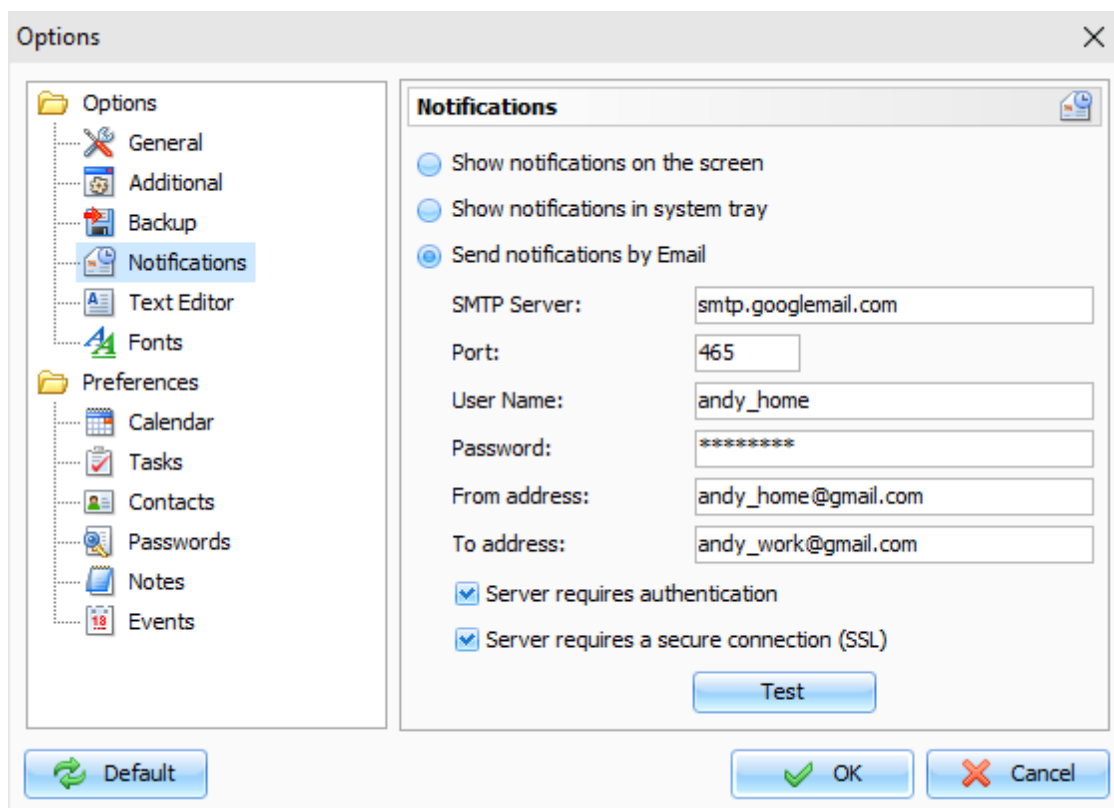 Options
Options
General
Additional
Backup
Notifications
Text Editor
Fonts
Preferences
Calendar
Tasks
Contacts
Passwords
Notes
18
Events
Notifications
Show notifications on the screen
Show notifications in system tray
Send notifications by Email
SMTP Server: smtp.googlemail.com
Port: 465
User Name: andy_home
Password: ********
From address: andy_home@gmail.com
To address: andy_work@gmail.com
Server requires authentication
Server requires a secure connection (SSL)
Test
Default
OK
Cancel